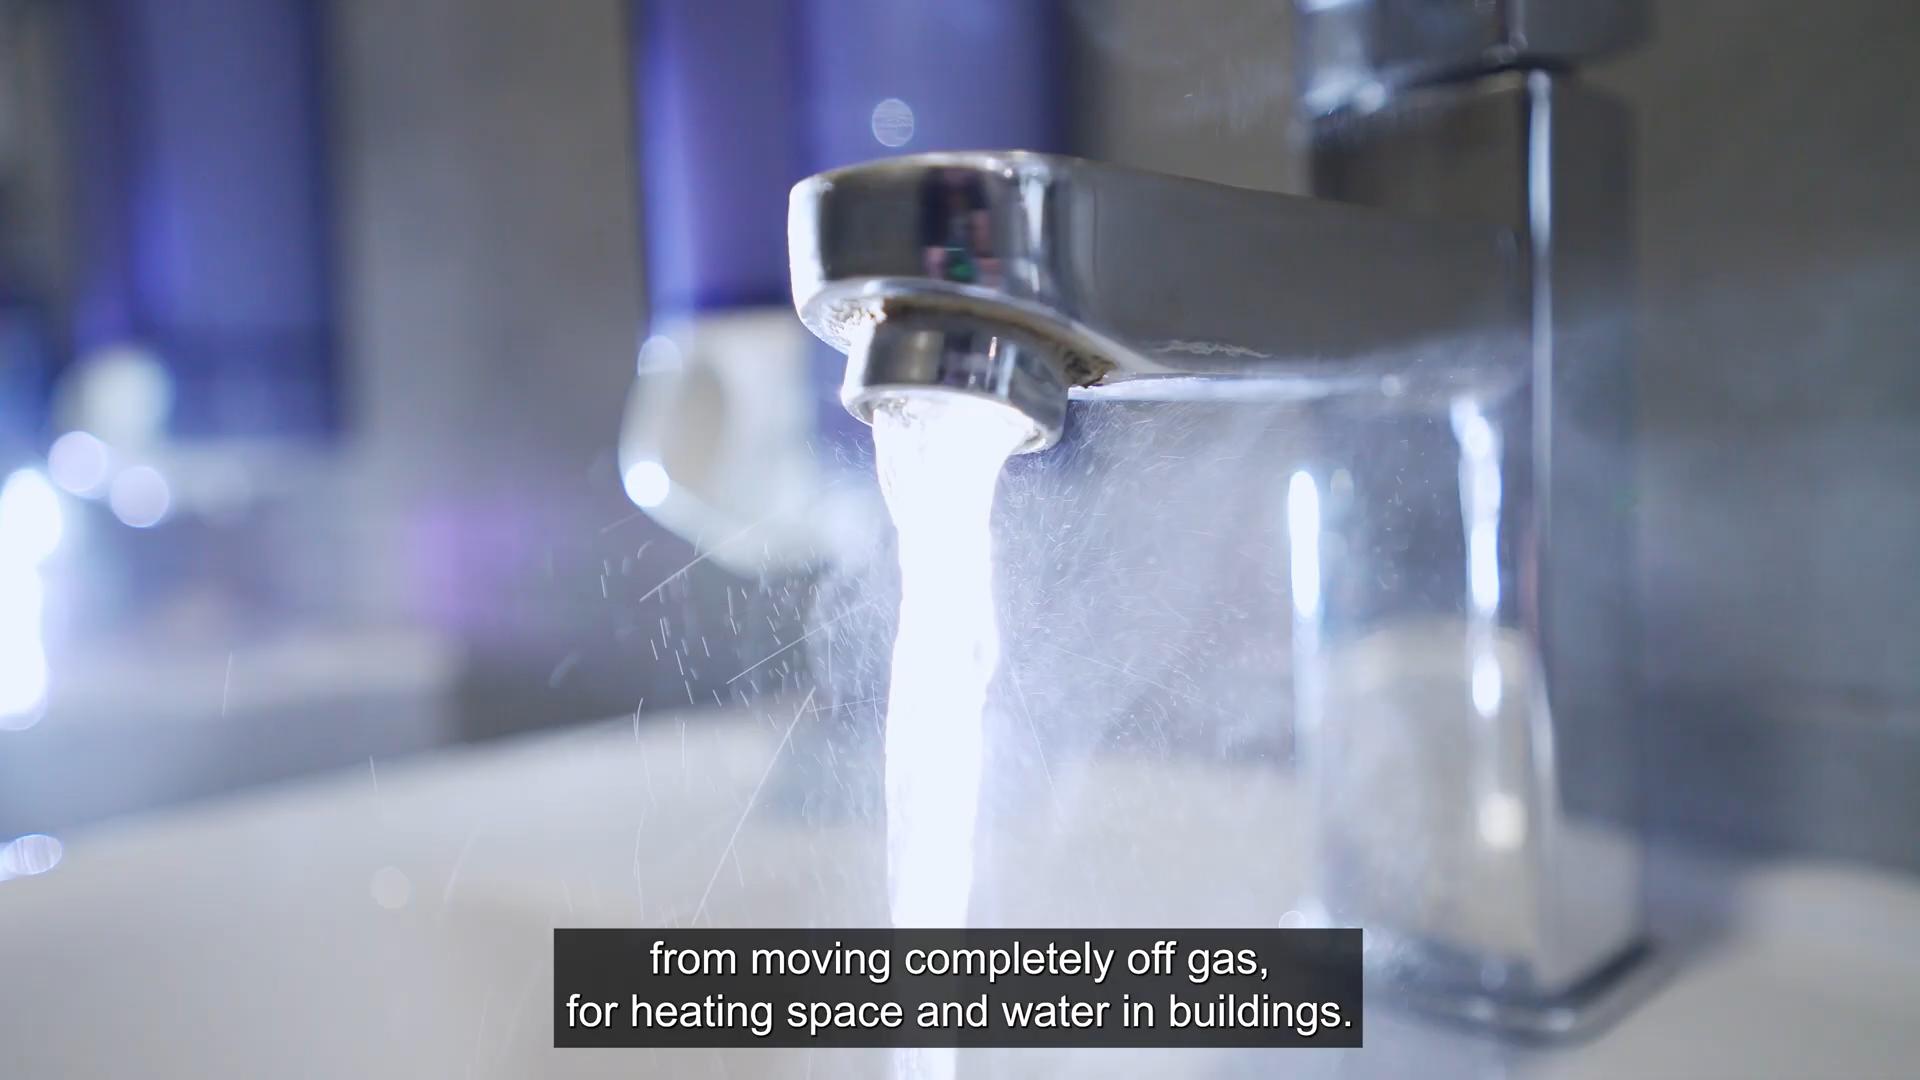 from moving completely off gas,
for heating space and water in buildings.